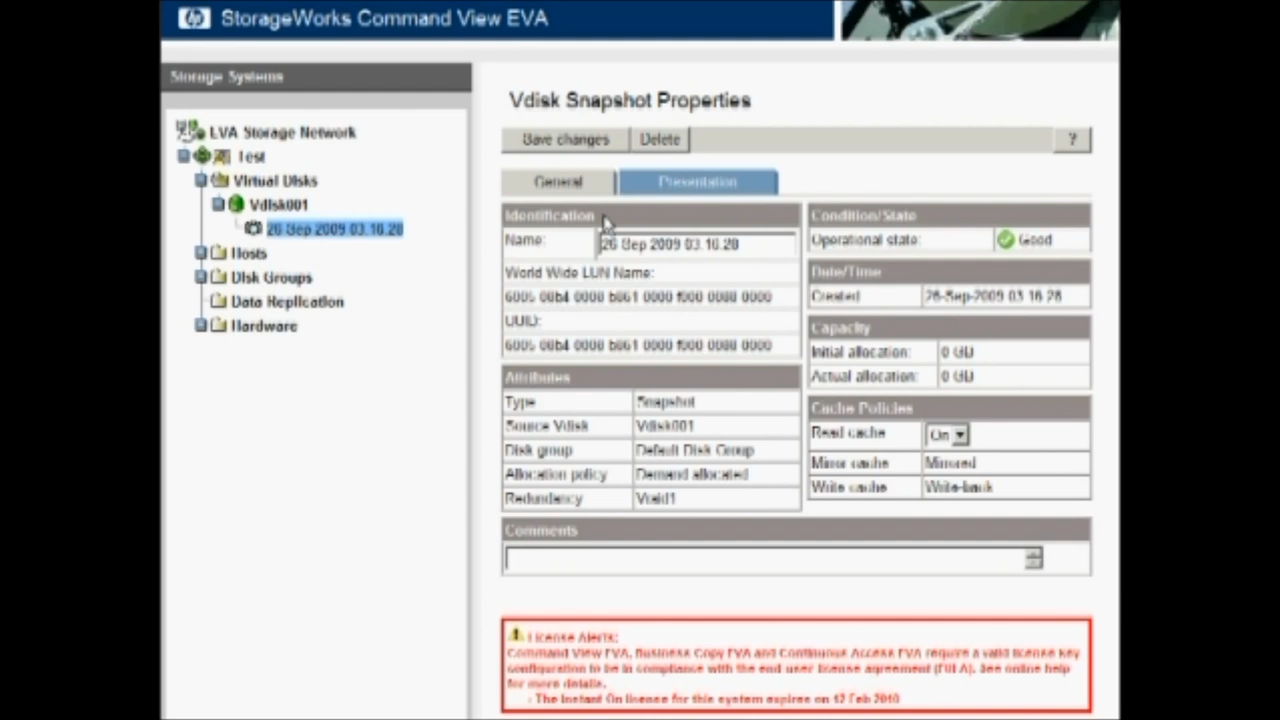 hp StorageWorks Command View EVA
Storage Systems
EVA Storage Network
Test
Virtual Disks
Vdisk001
26 Sep 2009 03.16.28
Hosts
Disk Groups
Data Replication
Hardware
Vdisk Snapshot Properties
Save changes
Delete
?
General
Presentation
Identification
Name:
26 Sep 2009 03.16.28
World Wide LUN Name:
UUID:
Attributes
Type
Snapshot
Source Vdisk
Vdisk001
Disk group
Default Disk Group
Allocation policy
Demand allocated
Redundancy
Vraid1
Condition/State
Operational state:
Good
Date/Time
Created
26-Sep-2009 03 16 28
Capacity
Initial allocation:
0 GB
Actual allocation:
0 GB
Cache Policies
Read cache
On
Mirror cache
Mirrored
Write cache
Write-back
Comments
License Alerts:
Command View EVA, Business Copy EVA and Continuous Access EVA require a valid license key
configuration to be in compliance with the end user license agreement (EULA). See online help
for more details.
- The Instant On license for this system expires on 12 Feb 2010